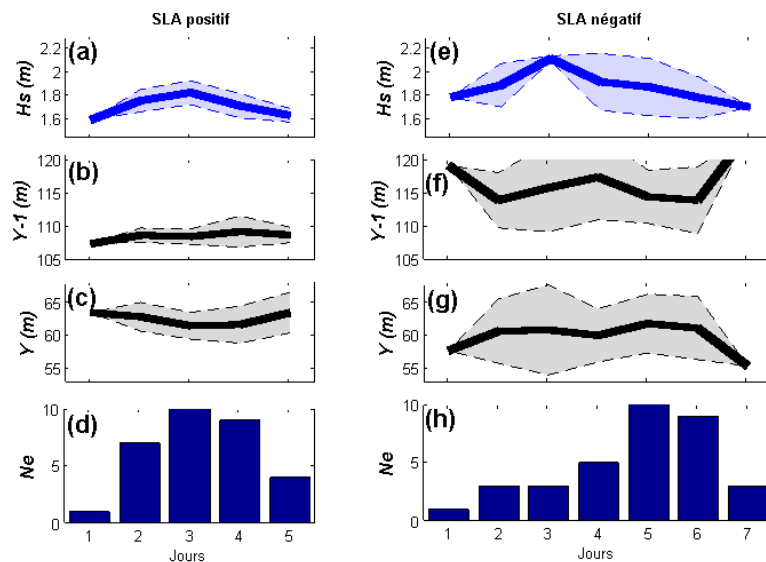 SLA positif
(a)
Hs (m)
2.2
2
1.8
1.6
(b)
Y-1 (m)
120
115
110
105
(c)
Y (m)
65
60
55
(d)
Ne
10
5
0
1 2 3 4 5
Jours
SLA négatif
(e)
Hs (m)
2.2
2
1.8
1.6
(f)
Y-1 (m)
120
115
110
105
(g)
Y (m)
65
60
55
(h)
Ne
10
5
0
1 2 3 4 5 6 7
Jours